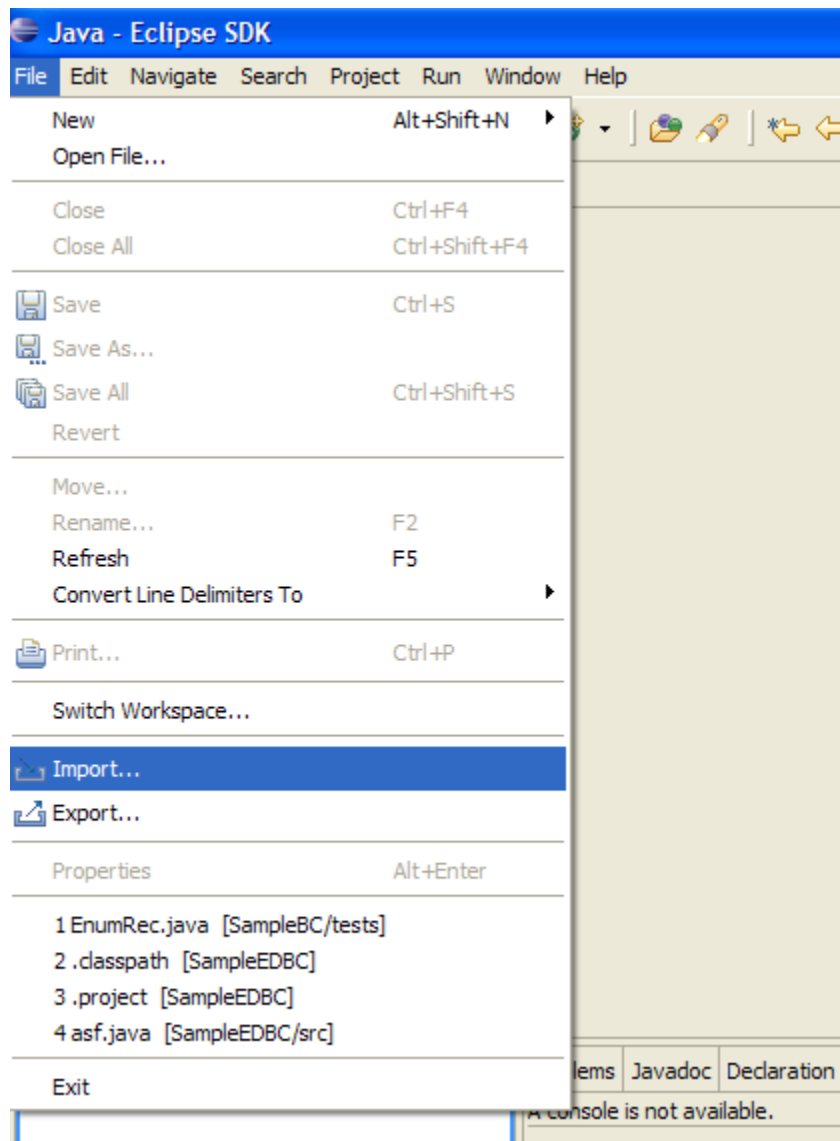 Java - Eclipse SDK
File Edit Navigate Search Project Run Window Help
New Alt+Shift+N
Open File...
Close Ctrl+F4
Close All Ctrl+Shift+F4
Save Ctrl+S
Save As...
Save All Ctrl+Shift+S
Revert
Move...
Rename... F2
Refresh F5
Convert Line Delimiters To
Print... Ctrl+P
Switch Workspace...
Import...
Export...
Properties Alt+Enter
1 EnumRec.java [SampleBC/tests]
2 .classpath [SampleEDBC]
3 .project [SampleEDBC]
4 asf.java [SampleEDBC/src]
Exit
lems Javadoc Declaration
A console is not available.